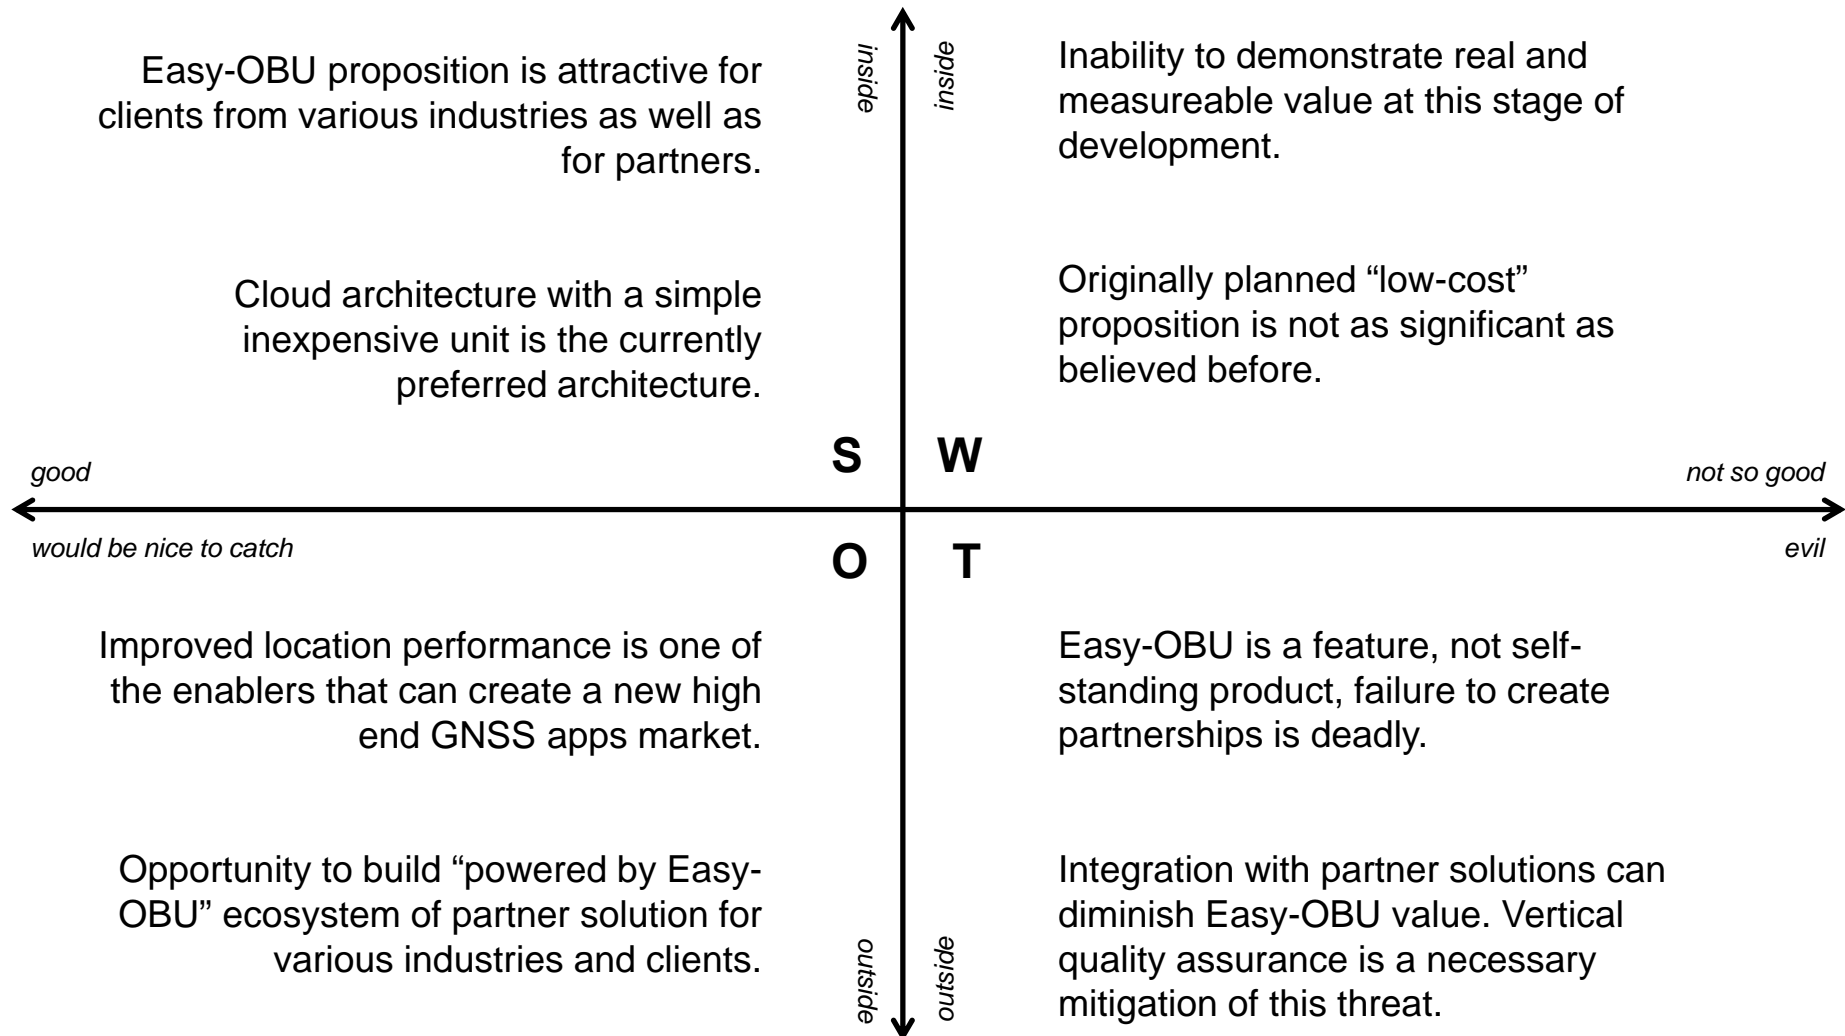 Easy-OBU proposition is attractive for
clients from various industries as well as
for partners.
Cloud architecture with a simple
inexpensive unit is the currently
preferred architecture.
inside
inside
Inability to demonstrate real and
measureable value at this stage of
development.
Originally planned “low-cost”
proposition is not as significant as
believed before.
S
W
good
not so good
would be nice to catch
evil
O
T
Improved location performance is one of
the enablers that can create a new high
end GNSS apps market.
Opportunity to build “powered by Easy-
OBU” ecosystem of partner solution for
various industries and clients.
outside
outside
Easy-OBU is a feature, not self-
standing product, failure to create
partnerships is deadly.
Integration with partner solutions can
diminish Easy-OBU value. Vertical
quality assurance is a necessary
mitigation of this threat.